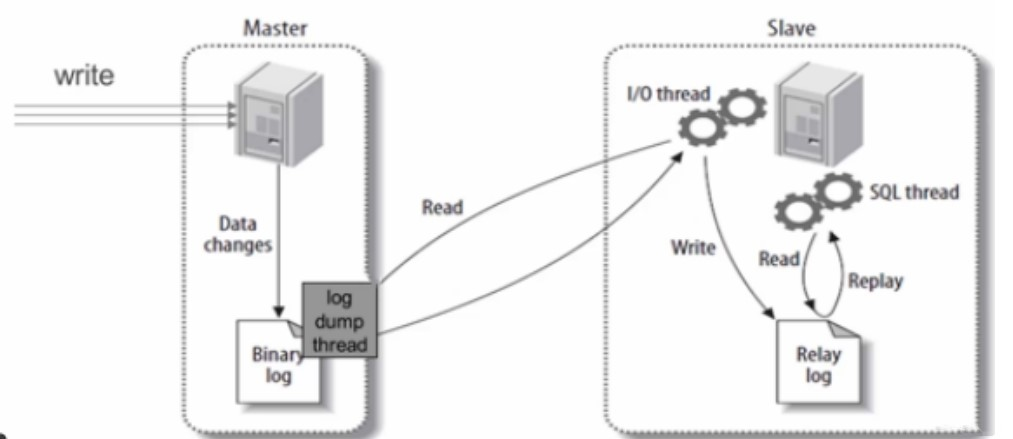 Master
Slave
write
I/O thread
Read
Data
changes
SQL thread
Write
Read
Replay
log
dump
thread
Binary
log
Relay
log